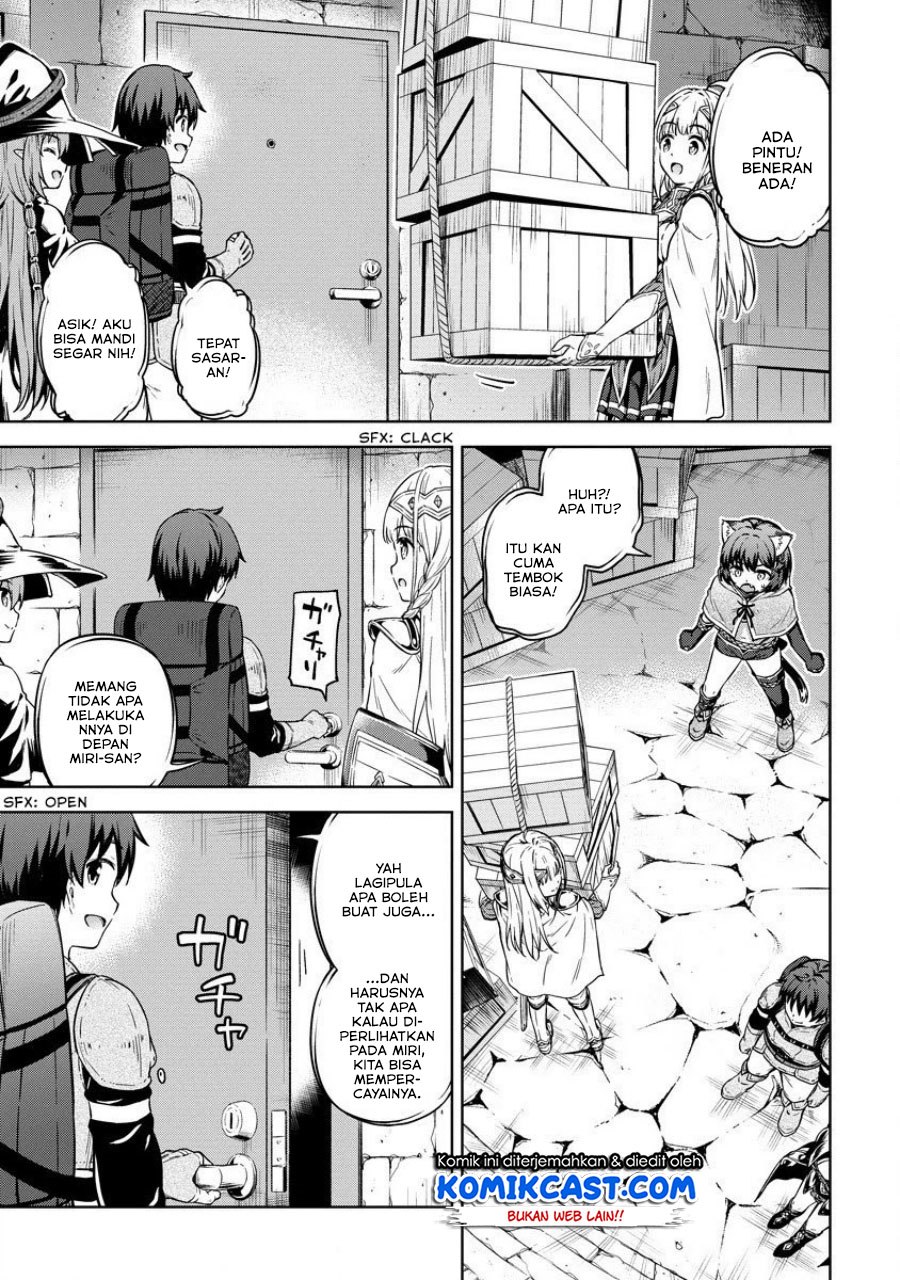 ADA
PINTU!
BENERAN
ADA!
TEPAT
SASAR-
AN!
ASIK! AKU
BISA MANDI
SEGAR NIH!
HUH?!
APA ITU?
ITU KAN
CUMA
TEMBOK
BIASA!
SFX: CLACK
ガチャリ
MEMANG
TIDAK APA
MELAKUKA
NNYA DI
DEPAN
MIRI-SAN?
SFX: OPEN
YAH
LAGIPULA
APA BOLEH
BUAT JUGA...
...DAN
HARUSNYA
TAK APA
KALAU DI-
PERLIHATKAN
PADA MIRI,
KITA BISA
MEMPER-
CAYAINYA.
ガチャ
Komik ini diterjemahkan & diedit oleh
KOMIKCAST.COM
BUKAN WEB LAIN!!